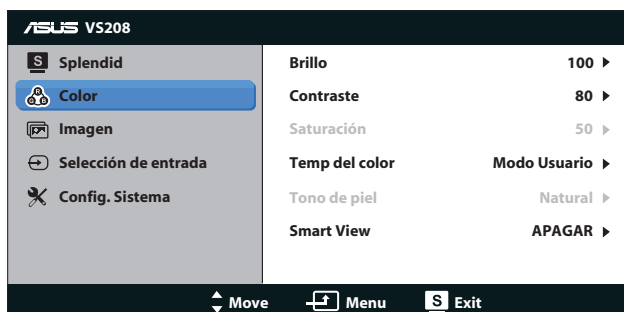 ASUS VS208
S Splendid
Color
Imagen
Selección de entrada
Config. Sistema
Brillo 100
Contraste 80
Saturación 50
Temp del color Modo Usuario
Tono de piel Natural
Smart View APAGAR
Move Menu S Exit